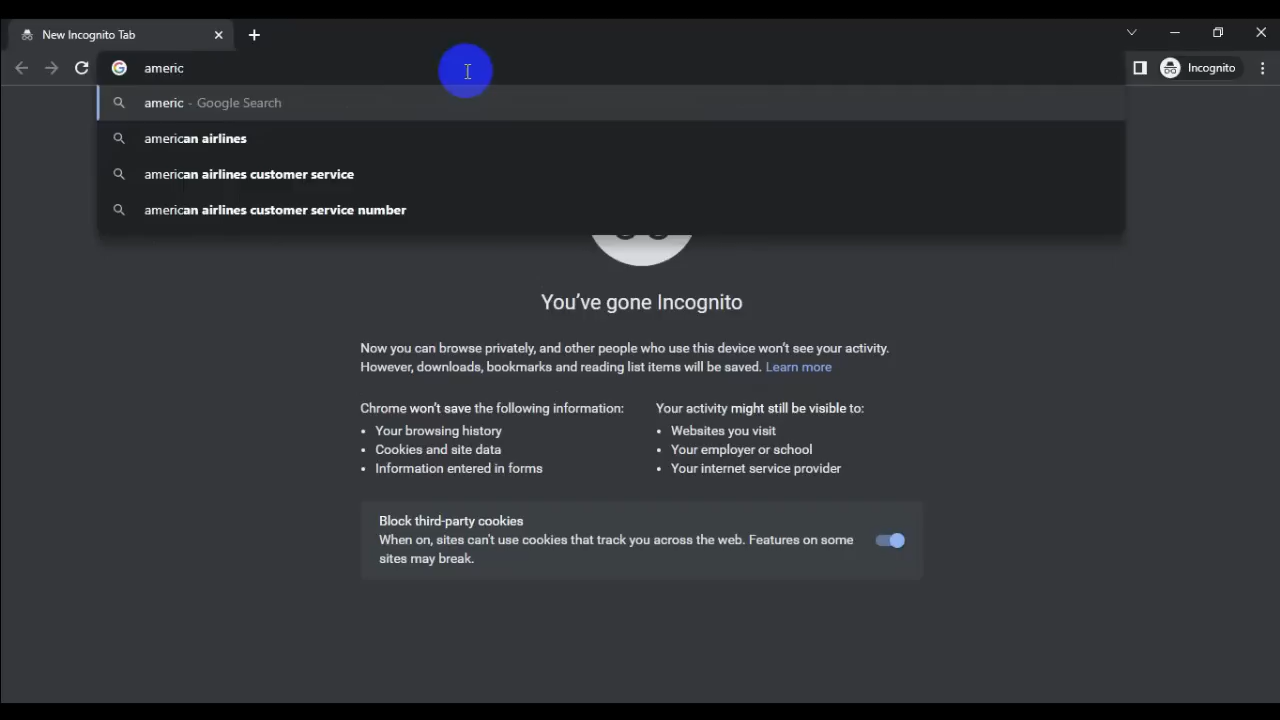 New Incognito Tab
americ
Incognito
americ - Google Search
american airlines
american airlines customer service
american airlines customer service number
You've gone Incognito
Now you can browse privately, and other people who use this device won't see your activity.
However, downloads, bookmarks and reading list items will be saved. Learn more
Chrome won't save the following information:
• Your browsing history
• Cookies and site data
• Information entered in forms
Your activity might still be visible to:
• Websites you visit
• Your employer or school
• Your internet service provider
Block third-party cookies
When on, sites can't use cookies that track you across the web. Features on some
sites may break.